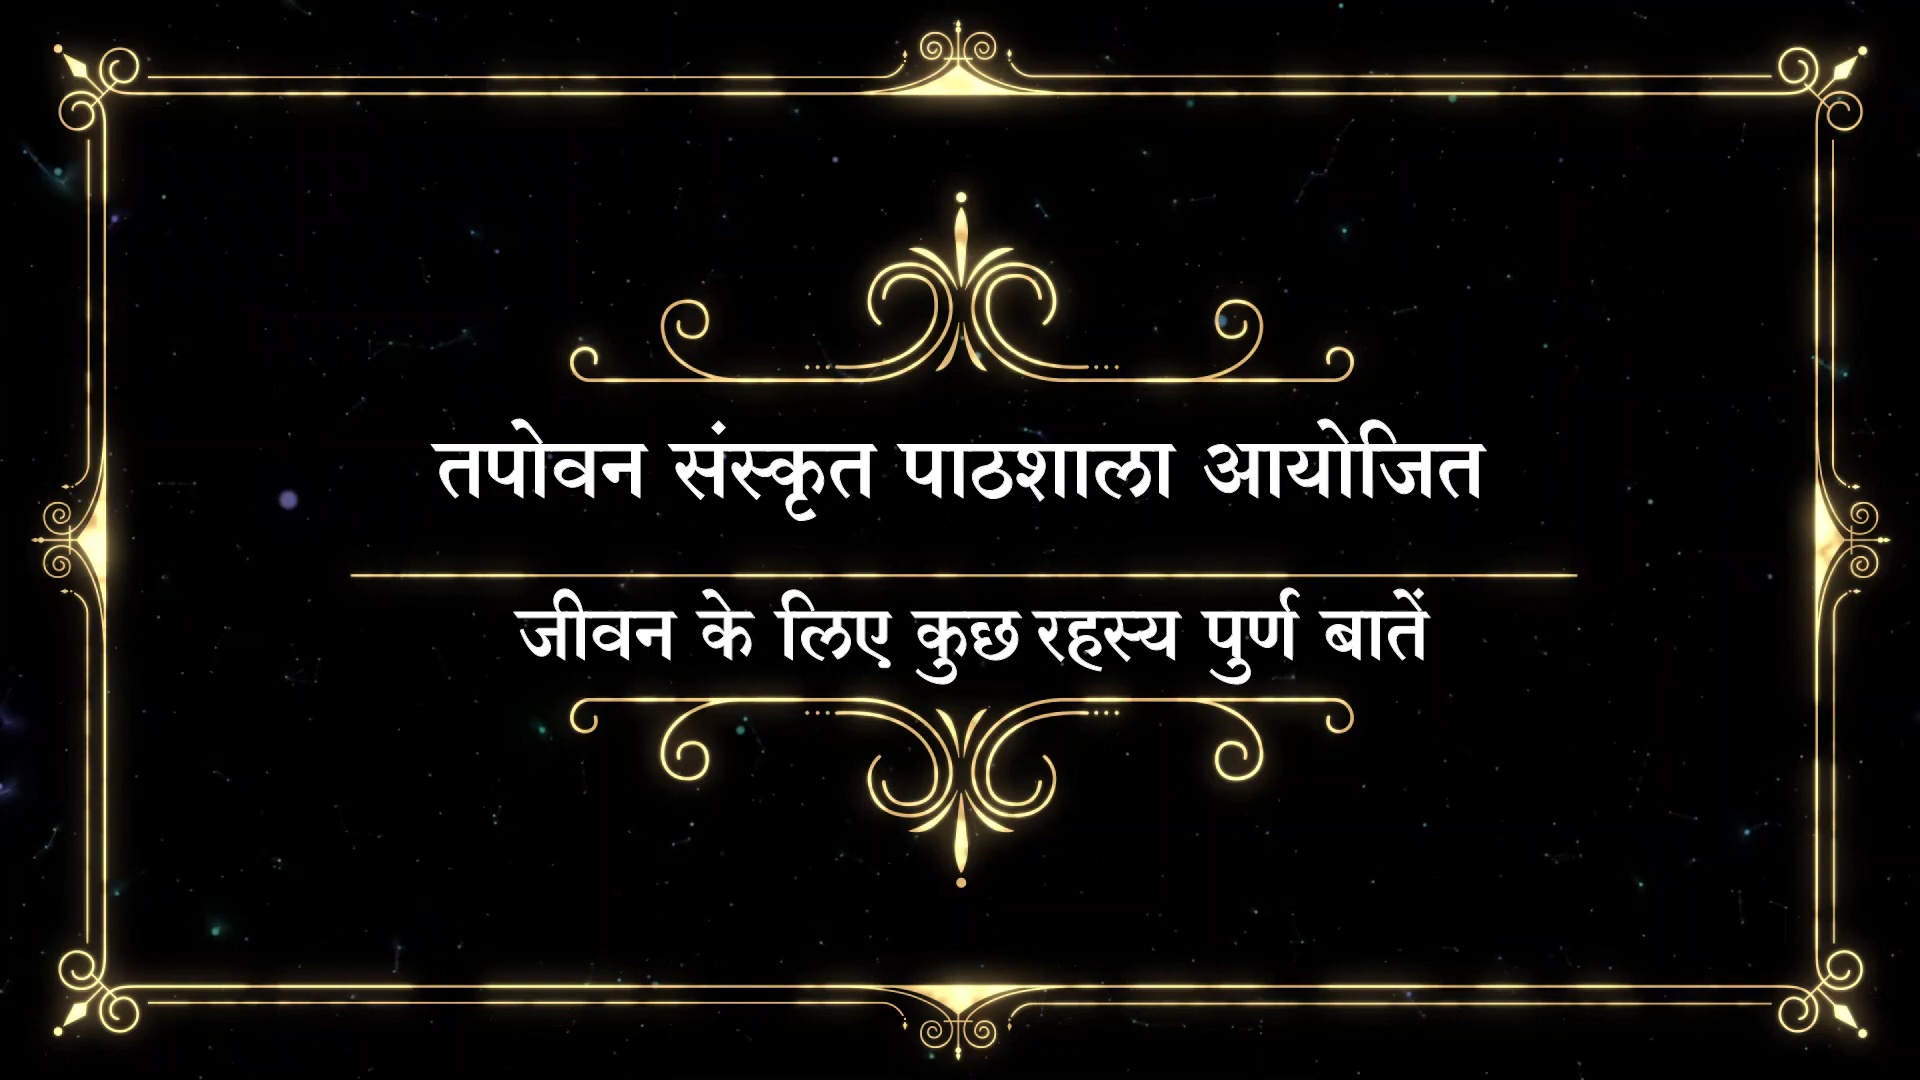 तपोवन संस्कृत पाठशाला आयोजित
जीवन के लिए कुछ रहस्य पुर्ण बातें